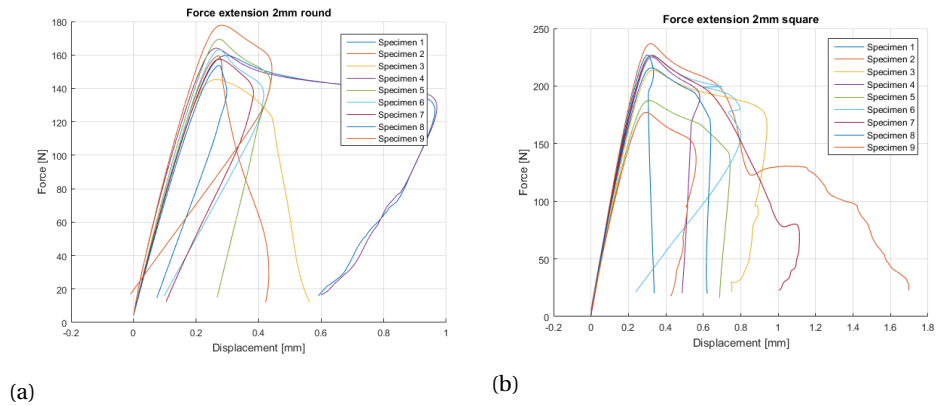 Force extension 2mm round
180
160
140
120
100
80
60
40
20
0
-0.2
0
0.2
0.4
0.6
0.8
1
Force [N]
Displacement [mm]
Specimen 1
Specimen 2
Specimen 3
Specimen 4
Specimen 5
Specimen 6
Specimen 7
Specimen 8
Specimen 9
(a)
Force extension 2mm square
250
200
150
100
50
0
-0.2
0
0.2
0.4
0.6
0.8
1
1.2
1.4
1.6
1.8
Force [N]
Displacement [mm]
Specimen 1
Specimen 2
Specimen 3
Specimen 4
Specimen 5
Specimen 6
Specimen 7
Specimen 8
Specimen 9
(b)